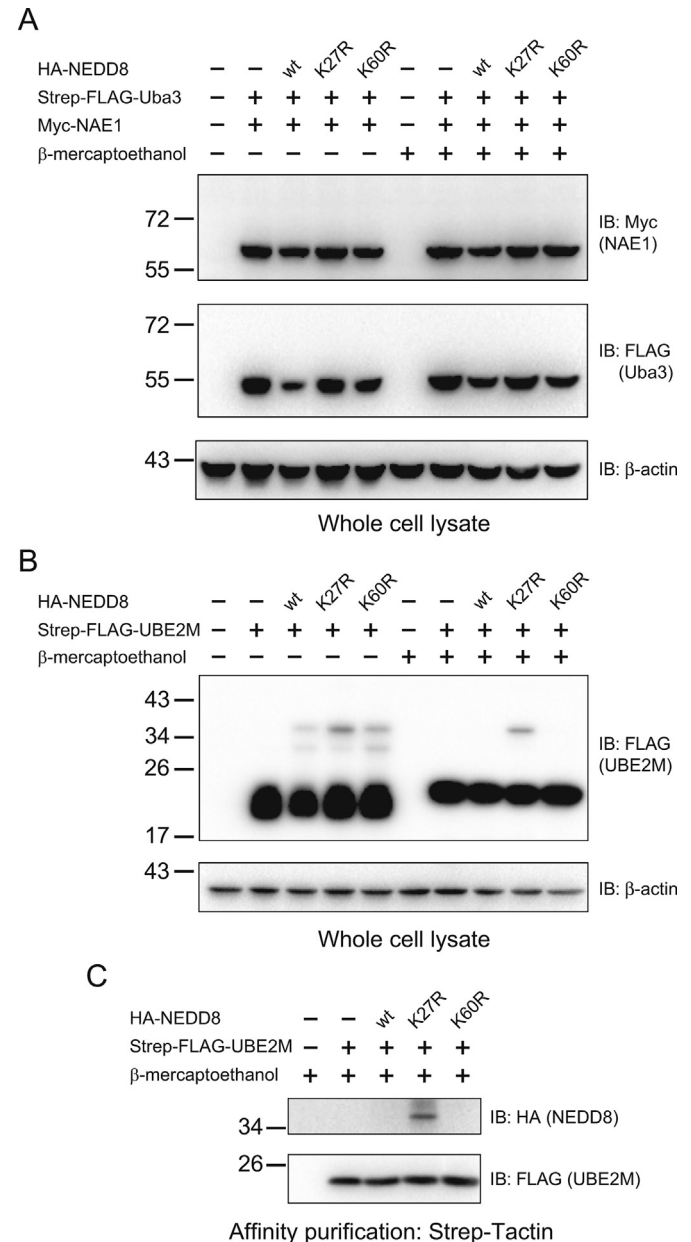 A
HA-NEDD8 – – wt K27R K60R – – wt K27R K60R
Strep-FLAG-Uba3 – + + + + – + + + +
Myc-NAE1 – + + + + – + + + +
β-mercaptoethanol – – – – – + + + + +
72
55
IB: Myc
(NAE1)
72
55
IB: FLAG
(Uba3)
43
IB: β-actin
Whole cell lysate
B
HA-NEDD8 – – wt K27R K60R – – wt K27R K60R
Strep-FLAG-UBE2M – + + + + – + + + +
β-mercaptoethanol – – – – – + + + + +
43
34
26
17
IB: FLAG
(UBE2M)
43
IB: β-actin
Whole cell lysate
C
HA-NEDD8 – – wt K27R K60R
Strep-FLAG-UBE2M – + + + +
β-mercaptoethanol + + + + +
34
IB: HA (NEDD8)
26
IB: FLAG (UBE2M)
Affinity purification: Strep-Tactin